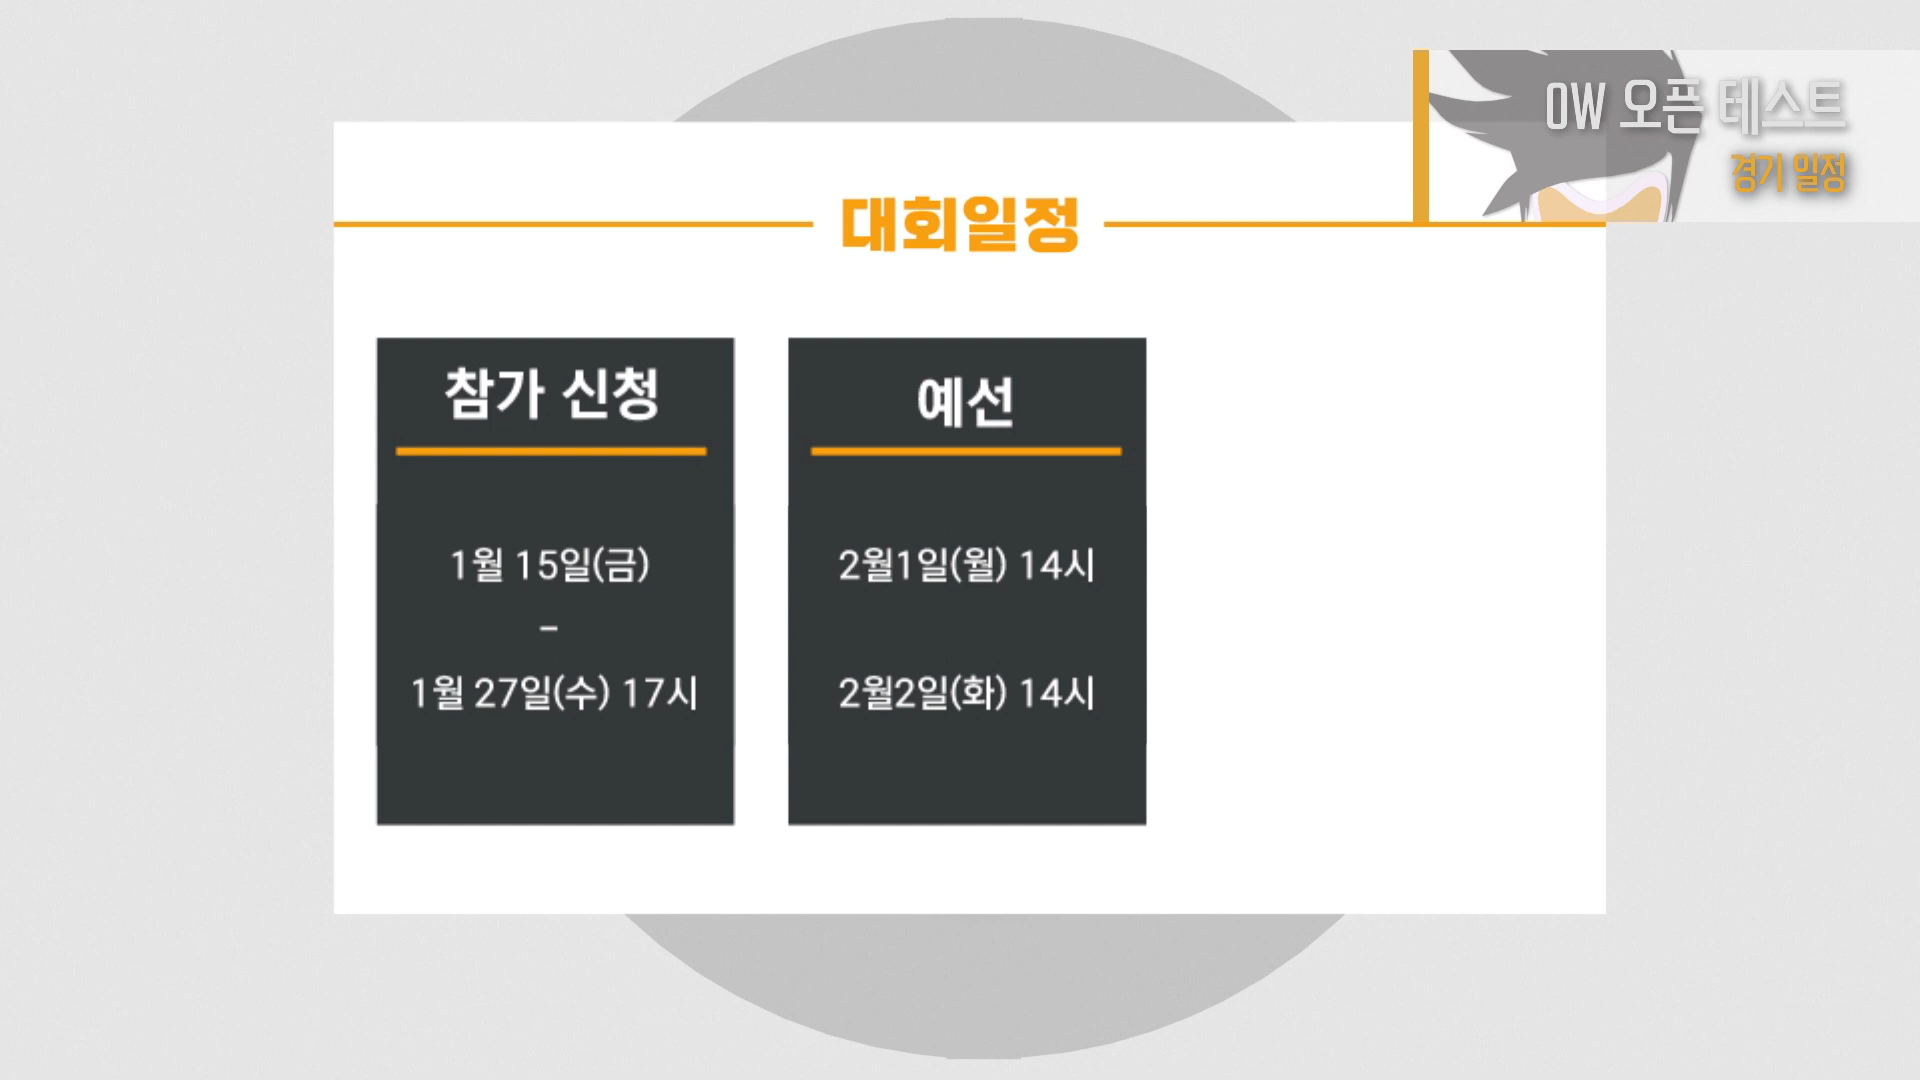 OW 오픈 테스트
경기 일정
대회일정
참가 신청
1월 15일(금)
–
1월 27일(수) 17시
예선
2월1일(월) 14시
2월2일(화) 14시